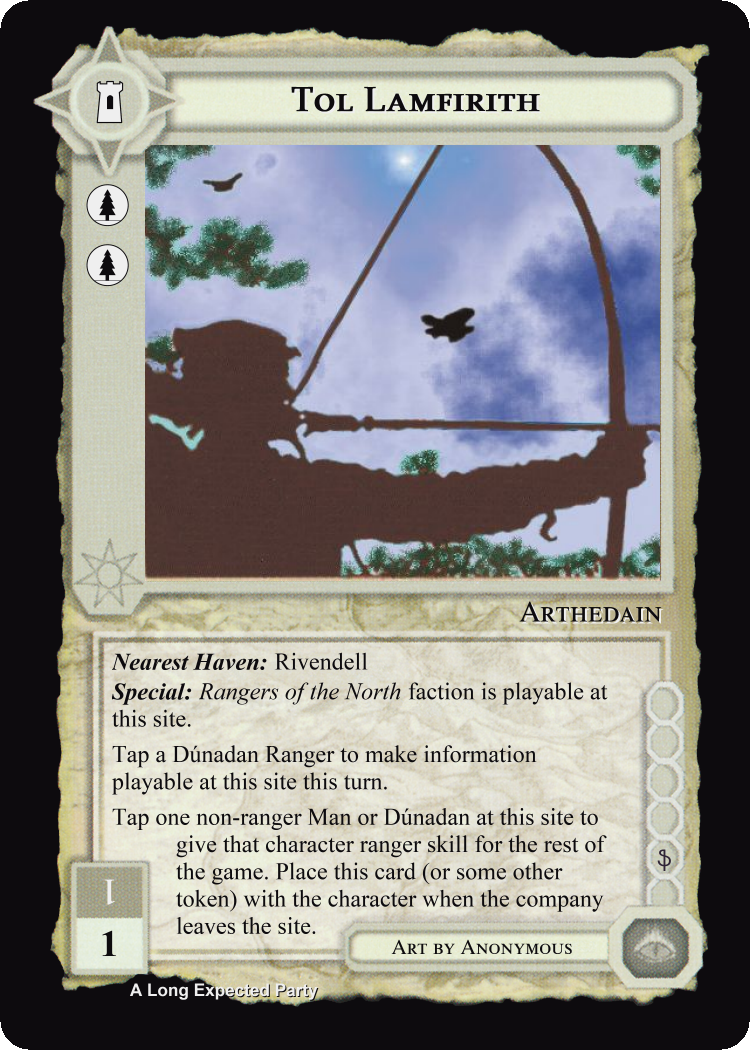 Tol Lamfirith
Arthedain
Nearest Haven: Rivendell
Special: Rangers of the North faction is playable at
this site.
Tap a Dúnadan Ranger to make information
playable at this site this turn.
Tap one non-ranger Man or Dúnadan at this site to
give that character ranger skill for the rest of
the game. Place this card (or some other
token) with the character when the company
leaves the site.
1
1
Art by Anonymous
A Long Expected Party